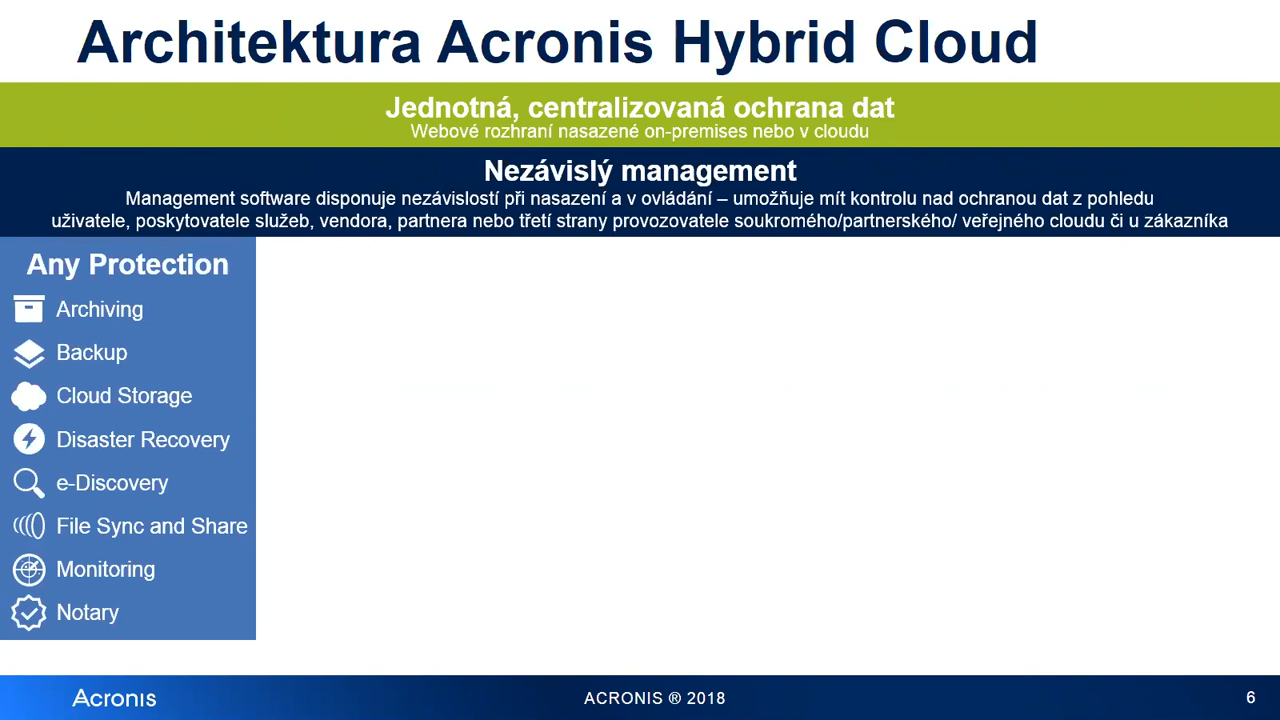 Architektura Acronis Hybrid Cloud
Jednotná, centralizovaná ochrana dat
Webové rozhraní nasazené on-premises nebo v cloudu
Nezávislý management
Management software disponuje nezávislostí při nasazení a v ovládání – umožňuje mít kontrolu nad ochranou dat z pohledu
uživatele, poskytovatele služeb, vendora, partnera nebo třetí strany provozovatele soukromého/partnerského/ veřejného cloudu či u zákazníka
Any Protection
Archiving
Backup
Cloud Storage
Disaster Recovery
e-Discovery
File Sync and Share
Monitoring
Notary
Acronis
ACRONIS ® 2018
6